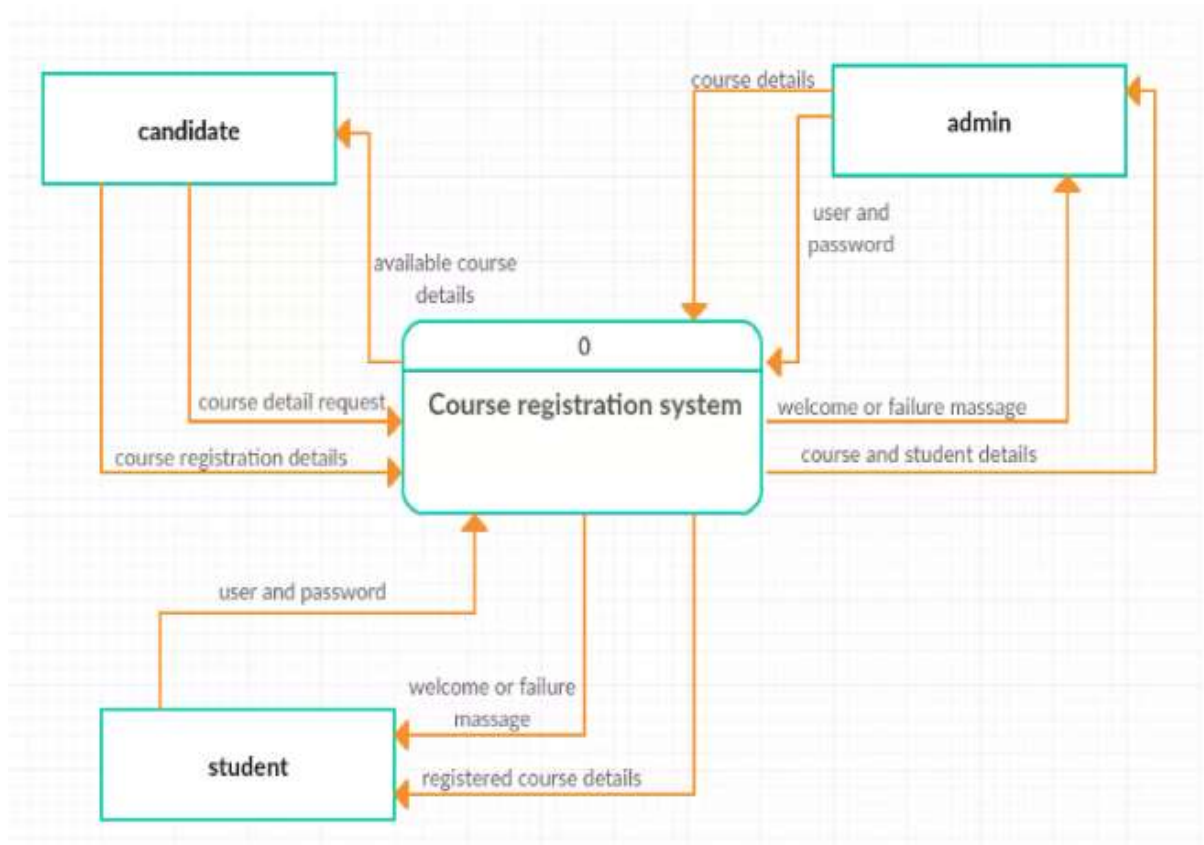 candidate
course details
admin
user and
password
available course
details
0
Course registration system
course detail request
course registration details
welcome or failure massage
course and student details
user and password
welcome or failure
massage
student
registered course details